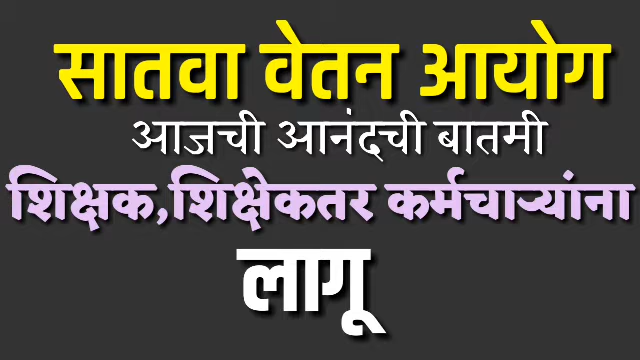 सातवा वेतन आयोग
आजची आनंदची बातमी
शिक्षक,शिक्षेकतर कर्मचाऱ्यांना
लागू